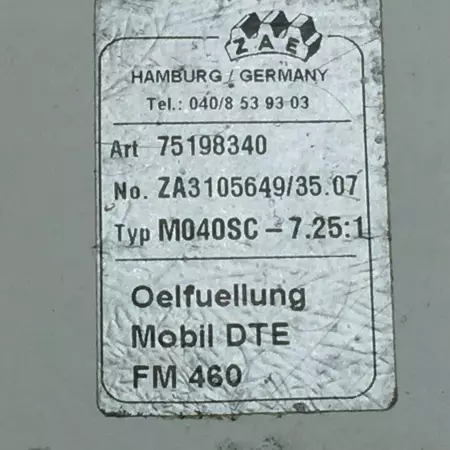 ZAE
HAMBURG / GERMANY
Tel.: 040/8 53 93 03
Art 75198340
No. ZA3105649/35.07
Typ M040SC – 7.25:1
Oelfuellung
Mobil DTE
FM 460